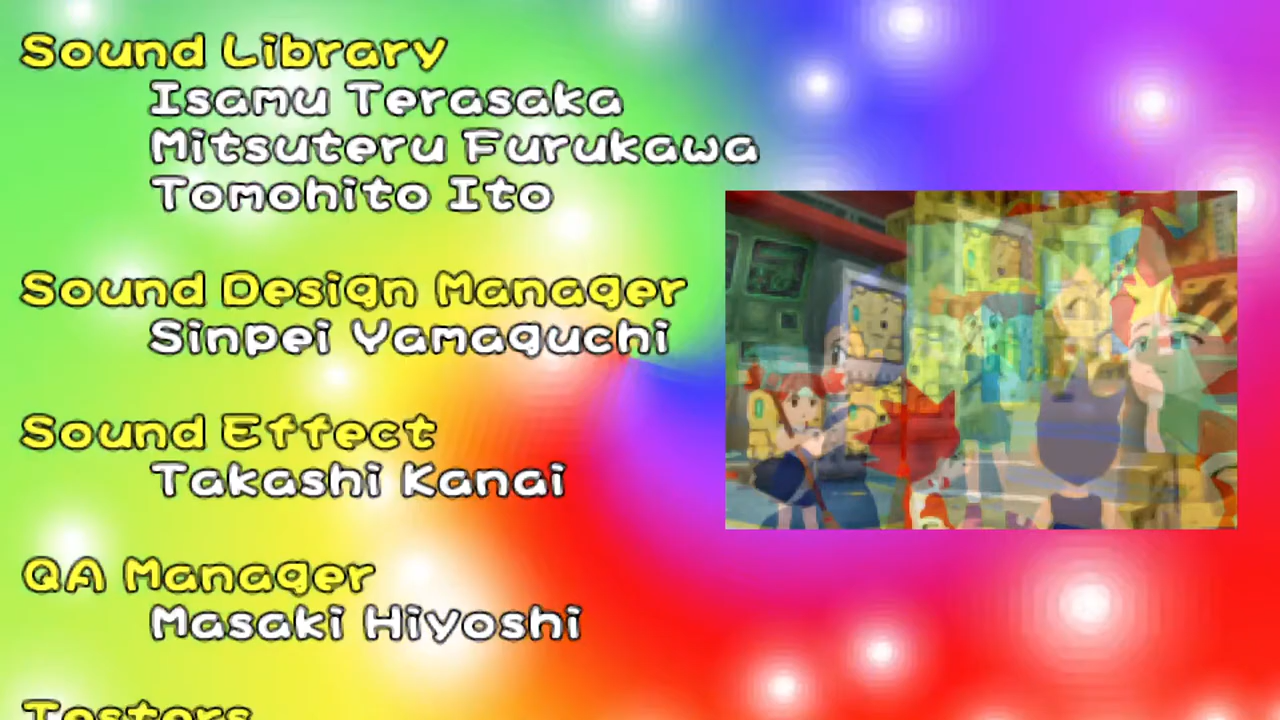 Sound Library
Isamu Terasaka
Mitsuteru Furukawa
Tomohito Ito
Sound Design Manager
Sinpei Yamaguchi
Sound Effect
Takashi Kanai
QA Manager
Masaki Hiyoshi
Testers